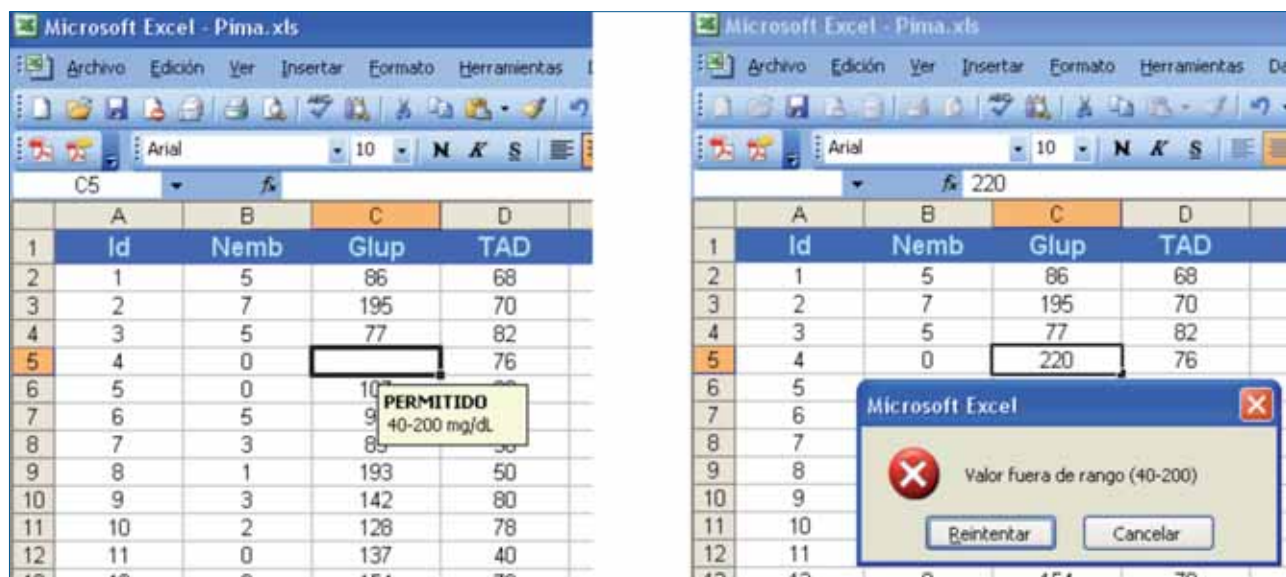 Microsoft Excel - Pima.xls
Archivo Edición Ver Insertar Formato Herramientas
Arial 10 N K S
C5 fx
A B C D
1 Id Nemb Glup TAD
2 1 5 86 68
3 2 7 195 70
4 3 5 77 82
5 4 0 76
6 5 0
7 6 5
8 7 3
9 8 1 193 50
10 9 3 142 80
11 10 2 128 78
12 11 0 137 40
PERMITIDO
40-200 mg/dL
Microsoft Excel - Pima.xls
Archivo Edición Ver Insertar Formato Herramientas
Arial 10 N K S
fx 220
A B C D
1 Id Nemb Glup TAD
2 1 5 86 68
3 2 7 195 70
4 3 5 77 82
5 4 0 220 76
6 5
7 6
8 7
9 8
10 9
11 10
12 11
Microsoft Excel
Valor fuera de rango (40-200)
Reintentar Cancelar